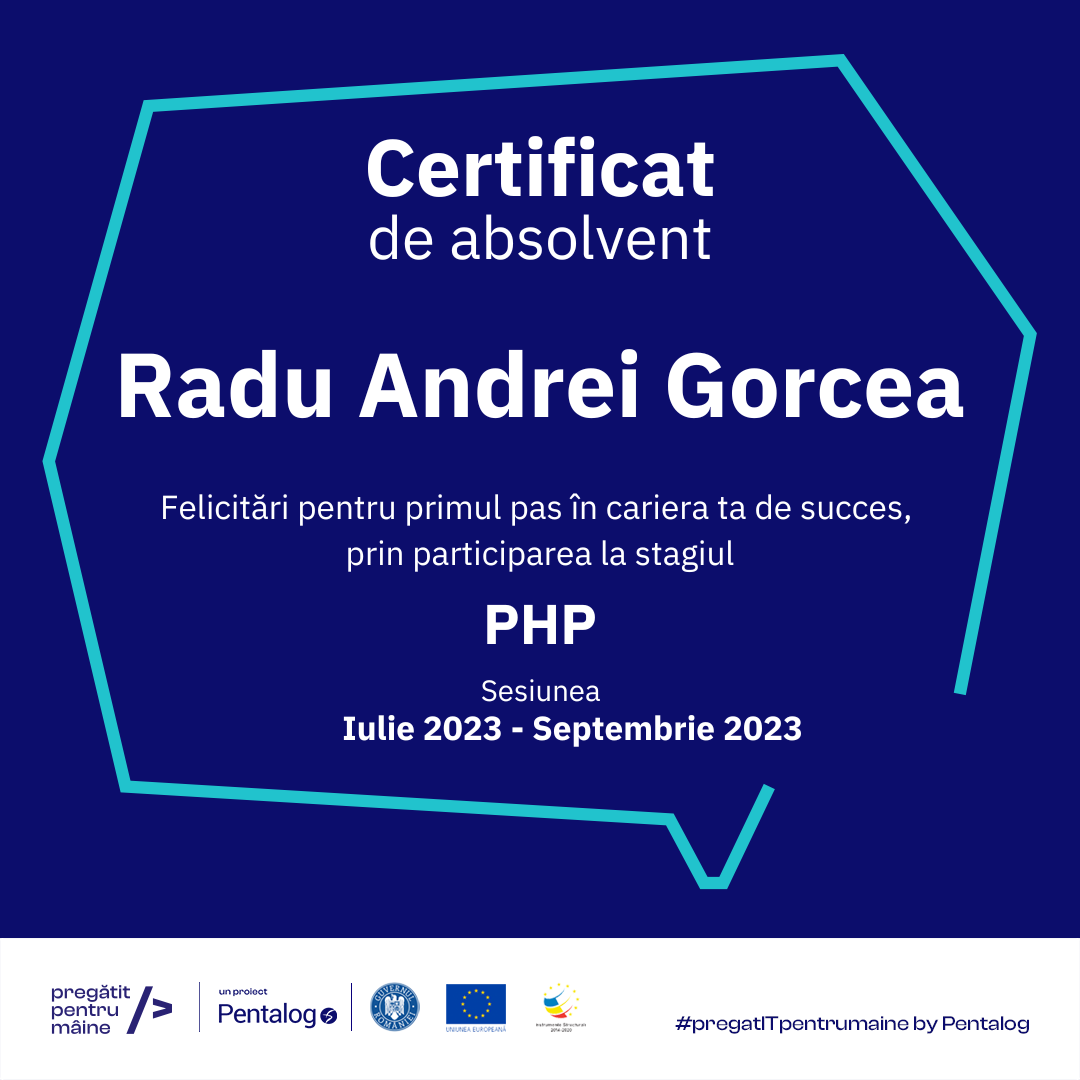 Certificat
de absolvent
Radu Andrei Gorcea
Felicitări pentru primul pas în cariera ta de succes,
prin participarea la stagiul
PHP
Sesiunea
Iulie 2023 - Septembrie 2023
pregătit
pentru
mâine
un proiect
Pentalog
GUVERNUL ROMÂNIEI
UNIUNEA EUROPEANĂ
Instrumente Structurale
2014-2020
#pregatITpentrumaine by Pentalog